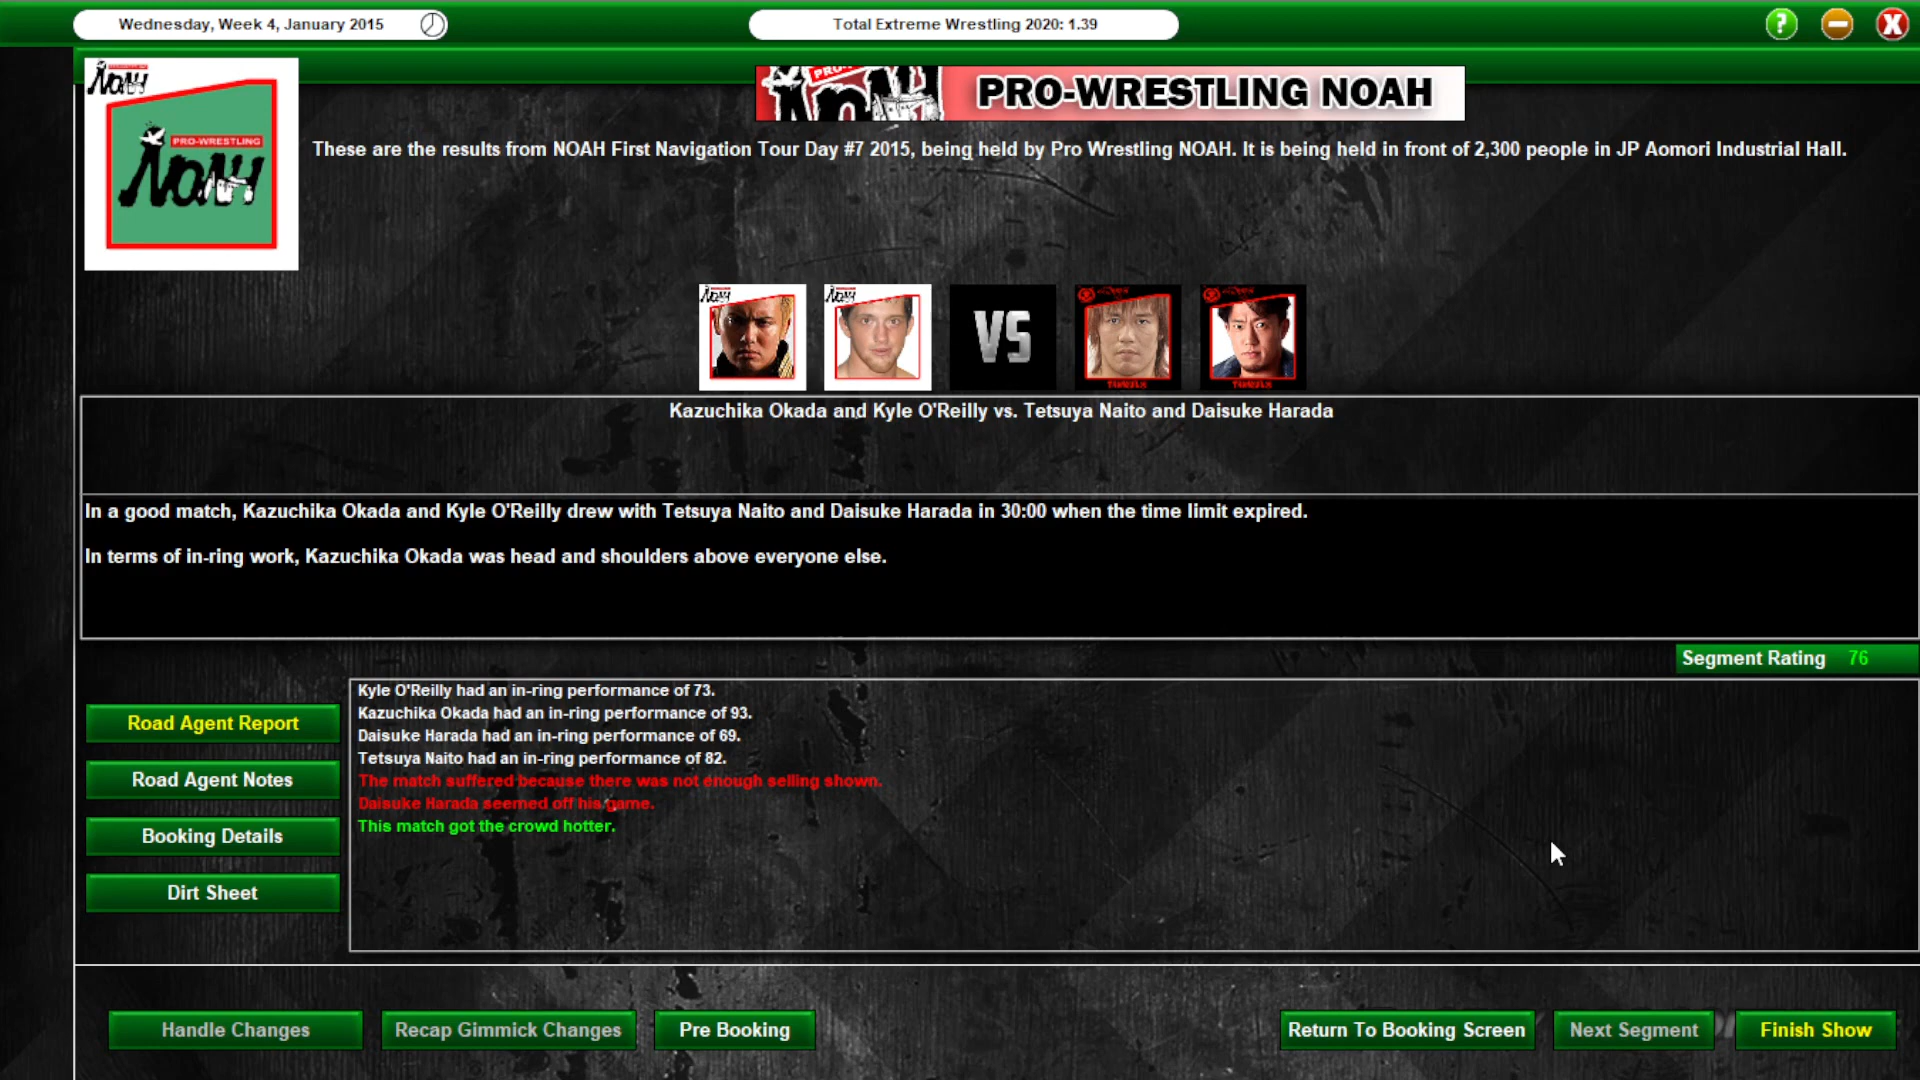 Wednesday, Week 4, January 2015
Total Extreme Wrestling 2020: 1.39
NOAH
PRO-WRESTLING
NOAH
PRO-WRESTLING NOAH
These are the results from NOAH First Navigation Tour Day #7 2015, being held by Pro Wrestling NOAH. It is being held in front of 2,300 people in JP Aomori Industrial Hall.
NOAH
NOAH
VS
Kazuchika Okada and Kyle O'Reilly vs. Tetsuya Naito and Daisuke Harada
In a good match, Kazuchika Okada and Kyle O'Reilly drew with Tetsuya Naito and Daisuke Harada in 30:00 when the time limit expired.
In terms of in-ring work, Kazuchika Okada was head and shoulders above everyone else.
Segment Rating 76
Kyle O'Reilly had an in-ring performance of 73.
Kazuchika Okada had an in-ring performance of 93.
Daisuke Harada had an in-ring performance of 69.
Tetsuya Naito had an in-ring performance of 82.
The match suffered because there was not enough selling shown.
Daisuke Harada seemed off his game.
This match got the crowd hotter.
Road Agent Report
Road Agent Notes
Booking Details
Dirt Sheet
Handle Changes
Recap Gimmick Changes
Pre Booking
Return To Booking Screen
Next Segment
Finish Show